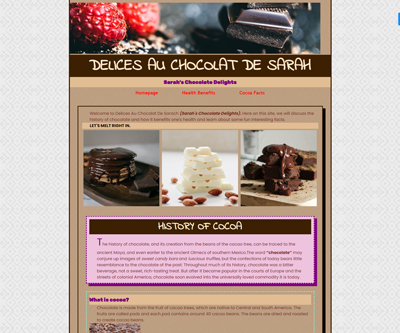 DELICES AU CHOCOLAT DE SARAH
Sarah's Chocolate Delights
Homepage Health Benefits Cocoa Facts
Welcome to Delices Au Chocolat De Sarah (Sarah's Chocolate Delights). Here on this site, we will discuss the
history of chocolate and how it benefits one's health and learn about some fun interesting facts.
LET'S MELT RIGHT IN.
HISTORY OF COCOA
The history of chocolate, and its creation from the beans of the cacao tree, can be traced to the
ancient Maya, and even earlier to the ancient Olmecs of southern Mexico.The word "chocolate" may
conjure up images of sweet candy bars and luscious truffles, but the confections of today bears little
resemblance to the chocolate of the past. Throughout much of its history, chocolate was a bitter
beverage, not a sweet, rich-tasting treat. But after it became popular in the courts of Europe and the
streets of colonial America, chocolate soon evolved into the universally loved commodity it is today.
What is cocoa?
Chocolate is made from the fruit of cacao trees, which are native to Central and South America. The
fruits are called pods and each pod contains around 40 cacao beans. The beans are dried and roasted
to create cocoa beans.